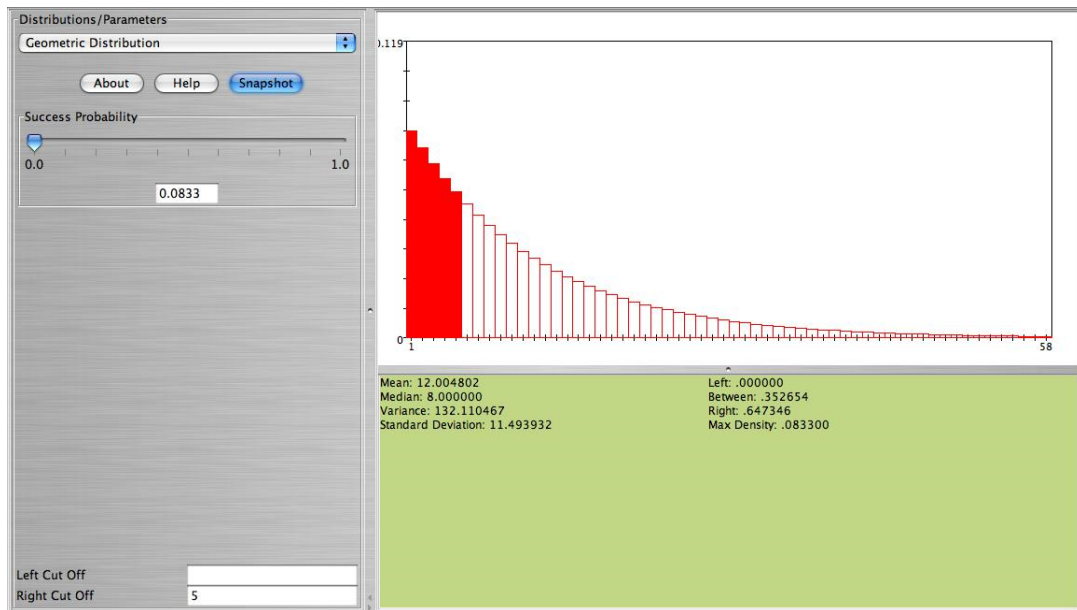 Distributions/Parameters
Geometric Distribution
About Help Snapshot
Success Probability
0.0 1.0
0.0833
Left Cut Off
Right Cut Off 5
0.119
0
1 58
Mean: 12.004802
Median: 8.000000
Variance: 132.110467
Standard Deviation: 11.493932
Left: .000000
Between: .352654
Right: .647346
Max Density: .083300